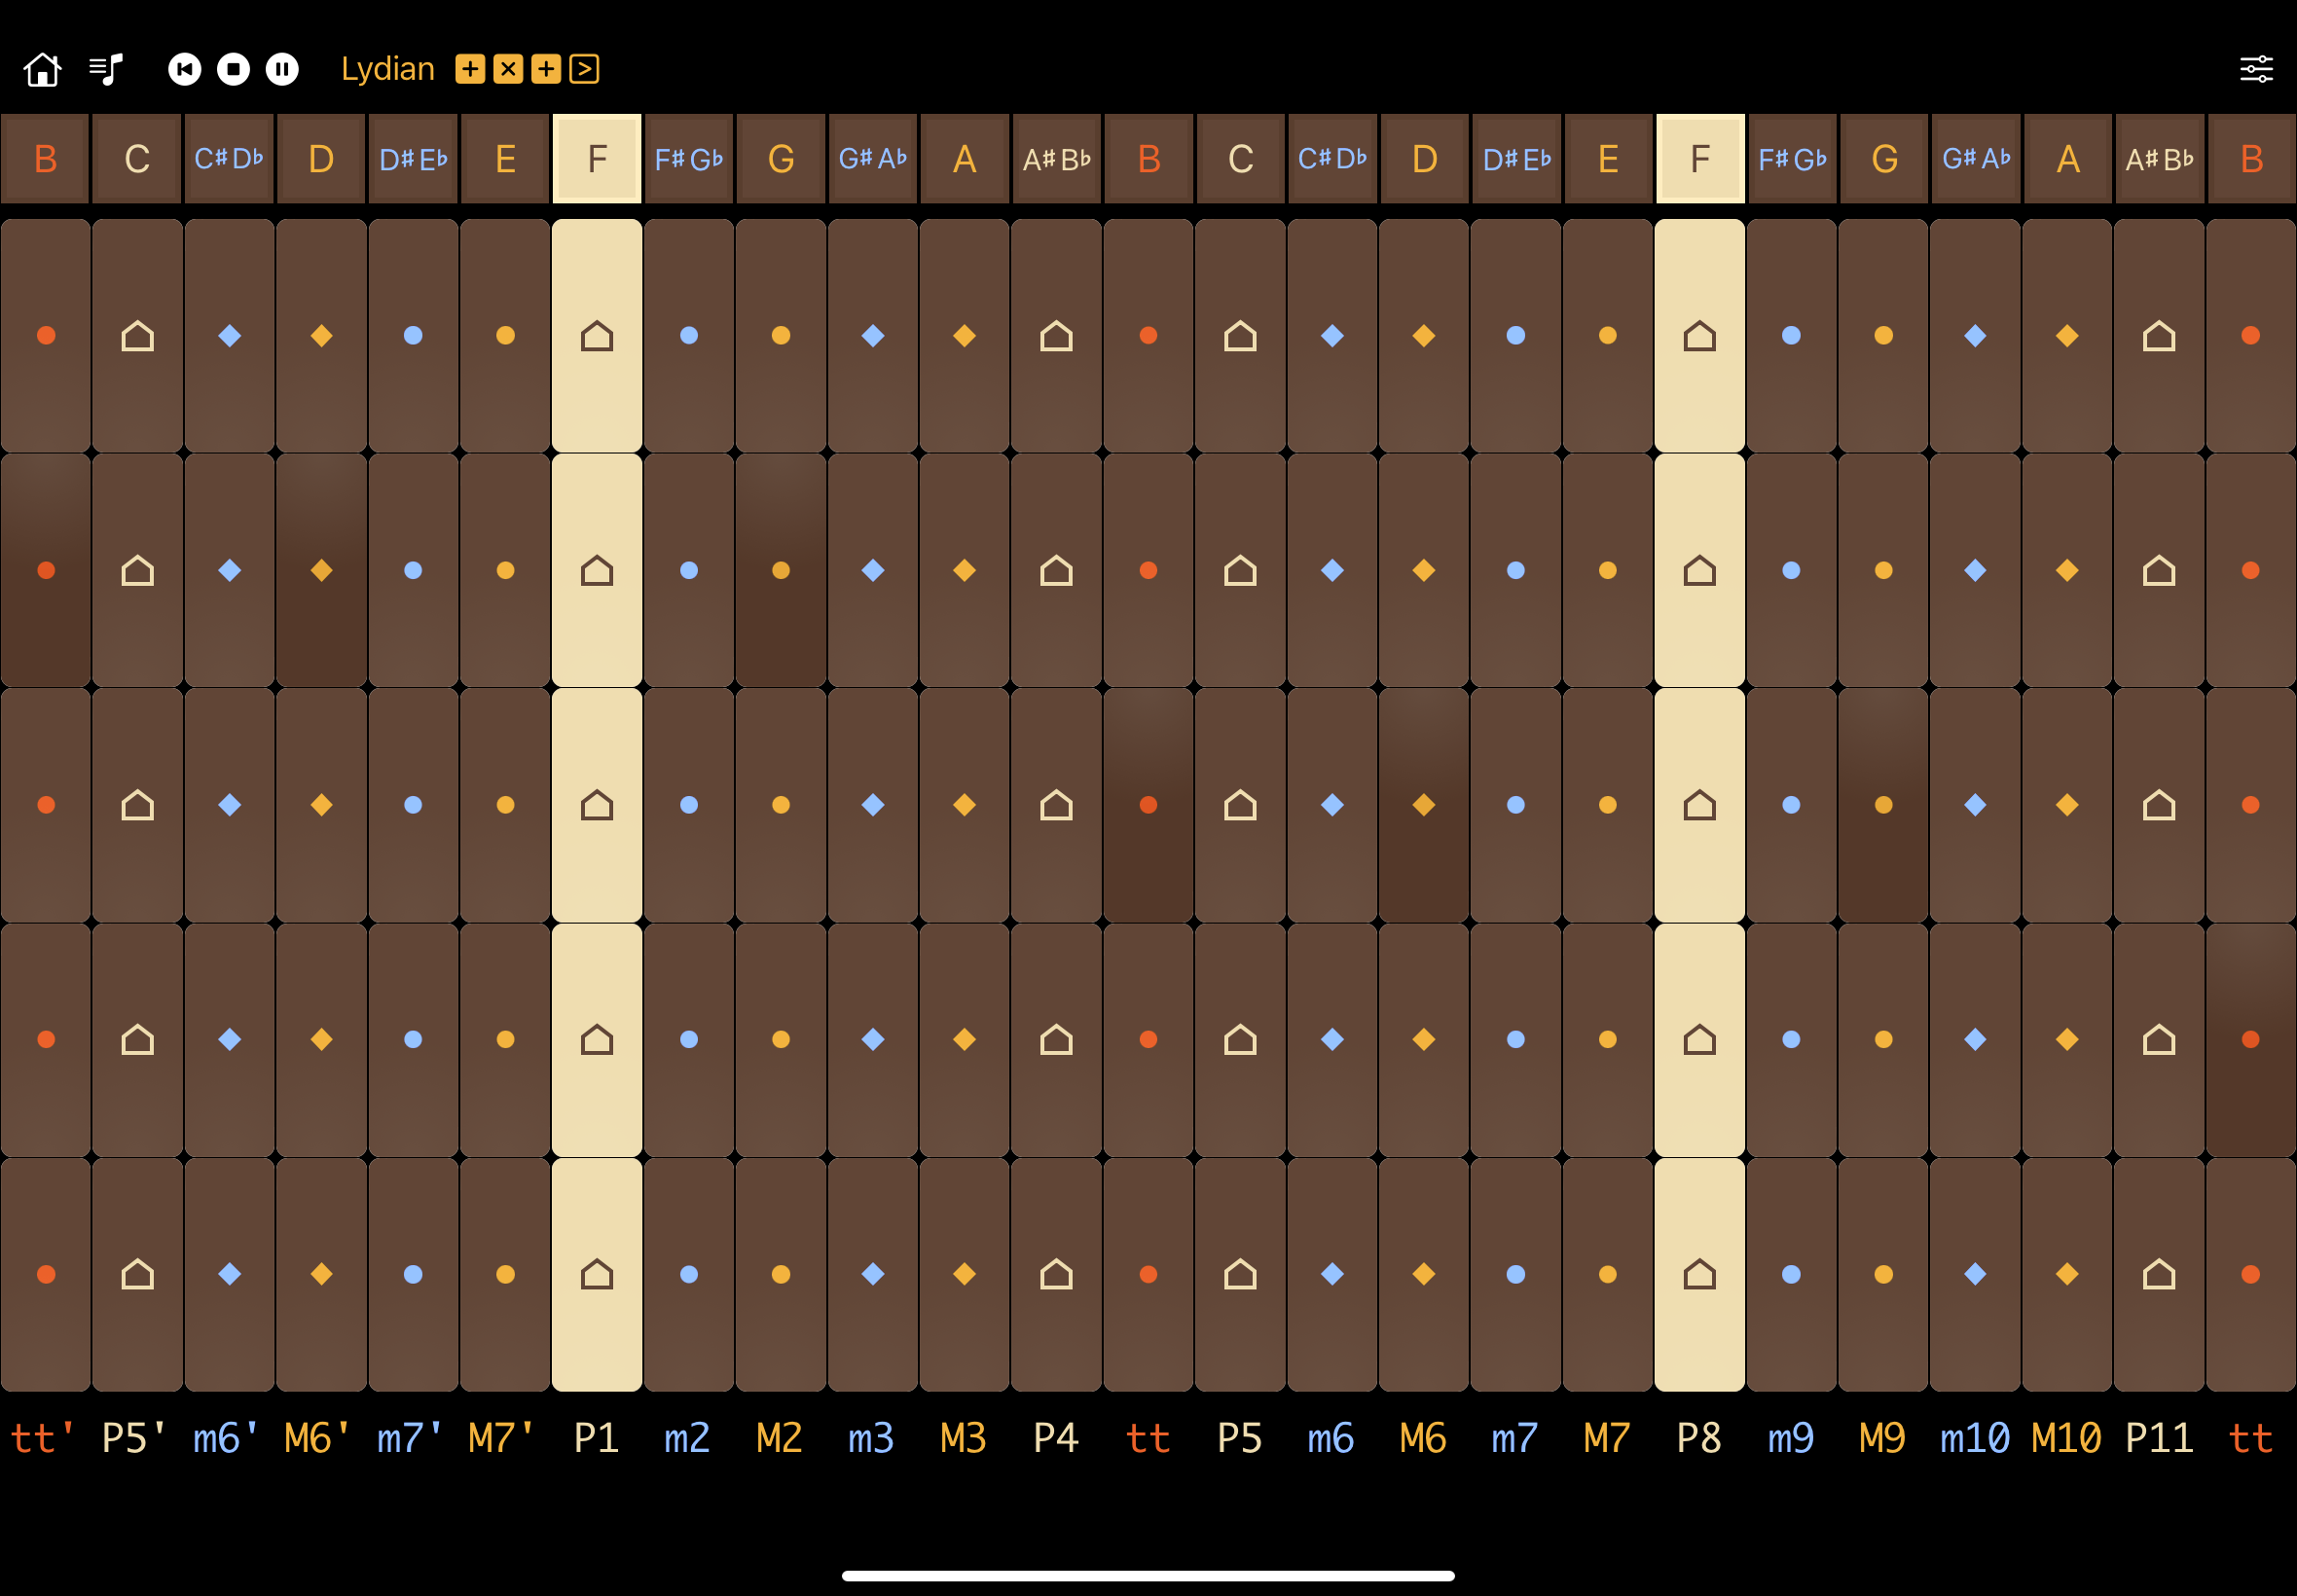 Lydian
B C C♯D♭ D D♯E♭ E F F♯G♭ G G♯A♭ A A♯B♭ B C C♯D♭ D D♯E♭ E F F♯G♭ G G♯A♭ A A♯B♭ B
tt' P5' m6' M6' m7' M7' P1 m2 M2 m3 M3 P4 tt P5 m6 M6 m7 M7 P8 m9 M9 m10 M10 P11 tt